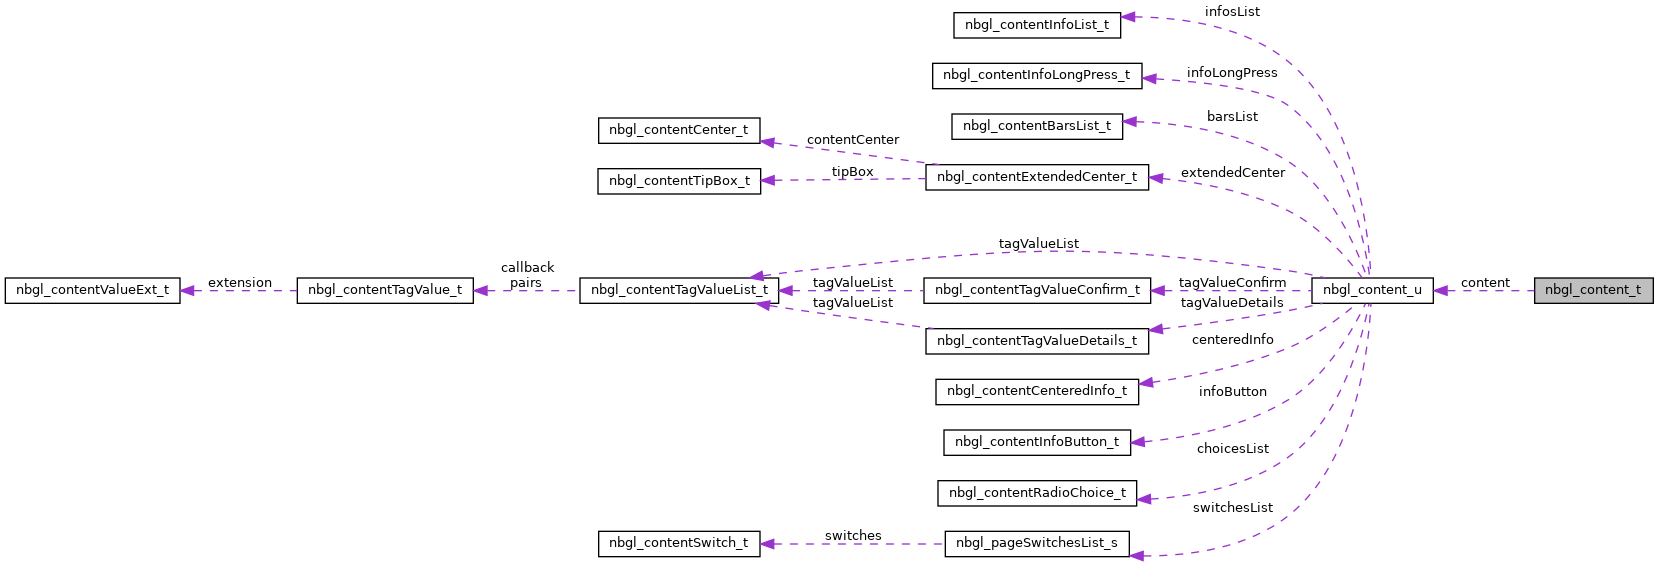 infosList
nbgl_contentInfoList_t
infoLongPress
nbgl_contentInfoLongPress_t
barsList
nbgl_contentBarsList_t
nbgl_contentCenter_t
contentCenter
extendedCenter
nbgl_contentExtendedCenter_t
tipBox
nbgl_contentTipBox_t
tagValueList
callback
pairs
extension
nbgl_contentValueExt_t
nbgl_contentTagValue_t
nbgl_contentTagValueList_t
tagValueList
nbgl_contentTagValueConfirm_t
tagValueConfirm
nbgl_content_u
content
nbgl_content_t
tagValueList
tagValueDetails
nbgl_contentTagValueDetails_t
centeredInfo
nbgl_contentCenteredInfo_t
infoButton
nbgl_contentInfoButton_t
choicesList
nbgl_contentRadioChoice_t
switchesList
nbgl_contentSwitch_t
switches
nbgl_pageSwitchesList_s